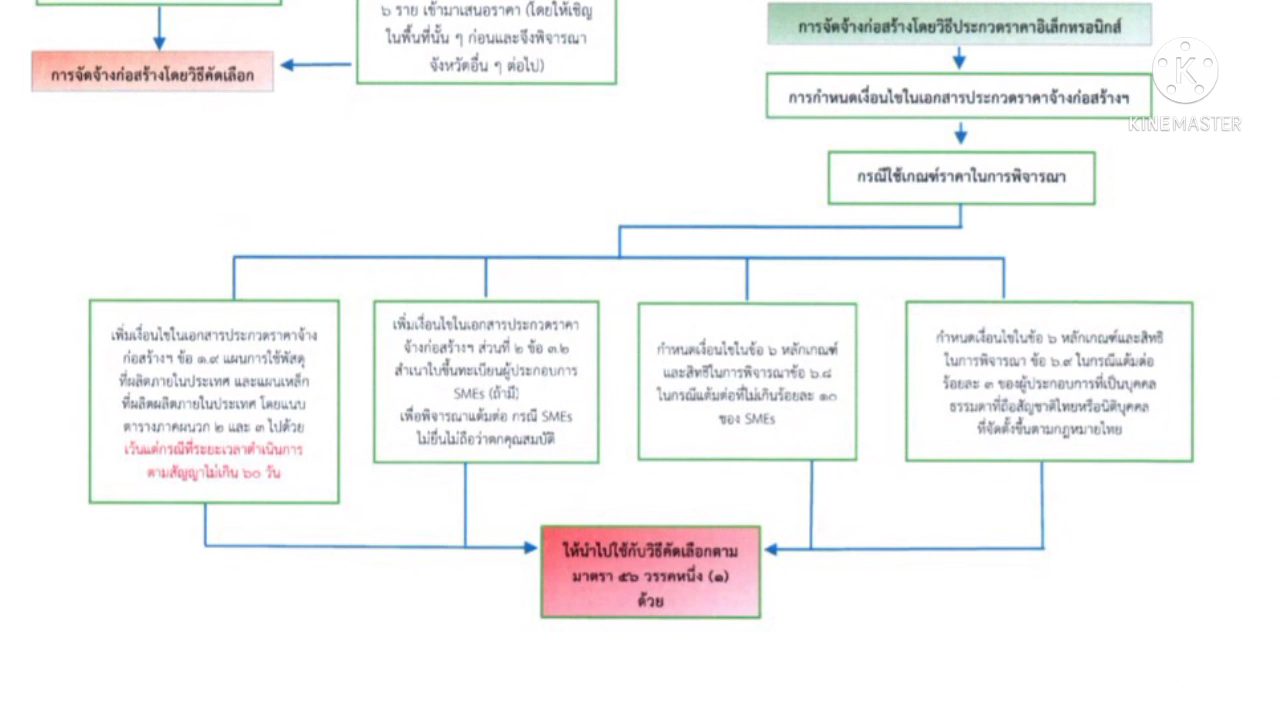 ๖ ราย เข้ามาเสนอราคา (โดยให้เชิญ
ในพื้นที่นั้น ๆ ก่อนและจึงพิจารณา
จังหวัดอื่น ๆ ต่อไป)
การจัดจ้างก่อสร้างโดยวิธีคัดเลือก
การจัดจ้างก่อสร้างโดยวิธีประกวดราคาอิเล็กทรอนิกส์
การกำหนดเงื่อนไขในเอกสารประกวดราคาจ้างก่อสร้างฯ
KINEMASTER
กรณีใช้เกณฑ์ราคาในการพิจารณา
เพิ่มเงื่อนไขในเอกสารประกวดราคาจ้าง
ก่อสร้างฯ ข้อ ๑.๙ แผนการใช้พัสดุ
ที่ผลิตภายในประเทศ และแผนเหล็ก
ที่ผลิตผลิตภายในประเทศ โดยแนบ
ตารางภาคผนวก ๒ และ ๓ ไปด้วย
เว้นแต่กรณีที่ระยะเวลาดำเนินการ
ตามสัญญาไม่เกิน ๖๐ วัน
เพิ่มเงื่อนไขในเอกสารประกวดราคา
จ้างก่อสร้างฯ ส่วนที่ ๒ ข้อ ๓.๒
สำเนาใบขึ้นทะเบียนผู้ประกอบการ
SMEs (ถ้ามี)
เพื่อพิจารณาแต้มต่อ กรณี SMEs
ไม่ยื่นไม่ถือว่าตกคุณสมบัติ
กำหนดเงื่อนไขในข้อ ๖ หลักเกณฑ์
และสิทธิในการพิจารณาข้อ ๖.๘
ในกรณีแต้มต่อที่ไม่เกินร้อยละ ๑๐
ของ SMEs
กำหนดเงื่อนไขในข้อ ๖ หลักเกณฑ์และสิทธิ
ในการพิจารณา ข้อ ๖.๙ ในกรณีแต้มต่อ
ร้อยละ ๓ ของผู้ประกอบการที่เป็นบุคคล
ธรรมดาที่ถือสัญชาติไทยหรือนิติบุคคล
ที่จัดตั้งขึ้นตามกฎหมายไทย
ให้นำไปใช้กับวิธีคัดเลือกตาม
มาตรา ๕๖ วรรคหนึ่ง (๑)
ด้วย